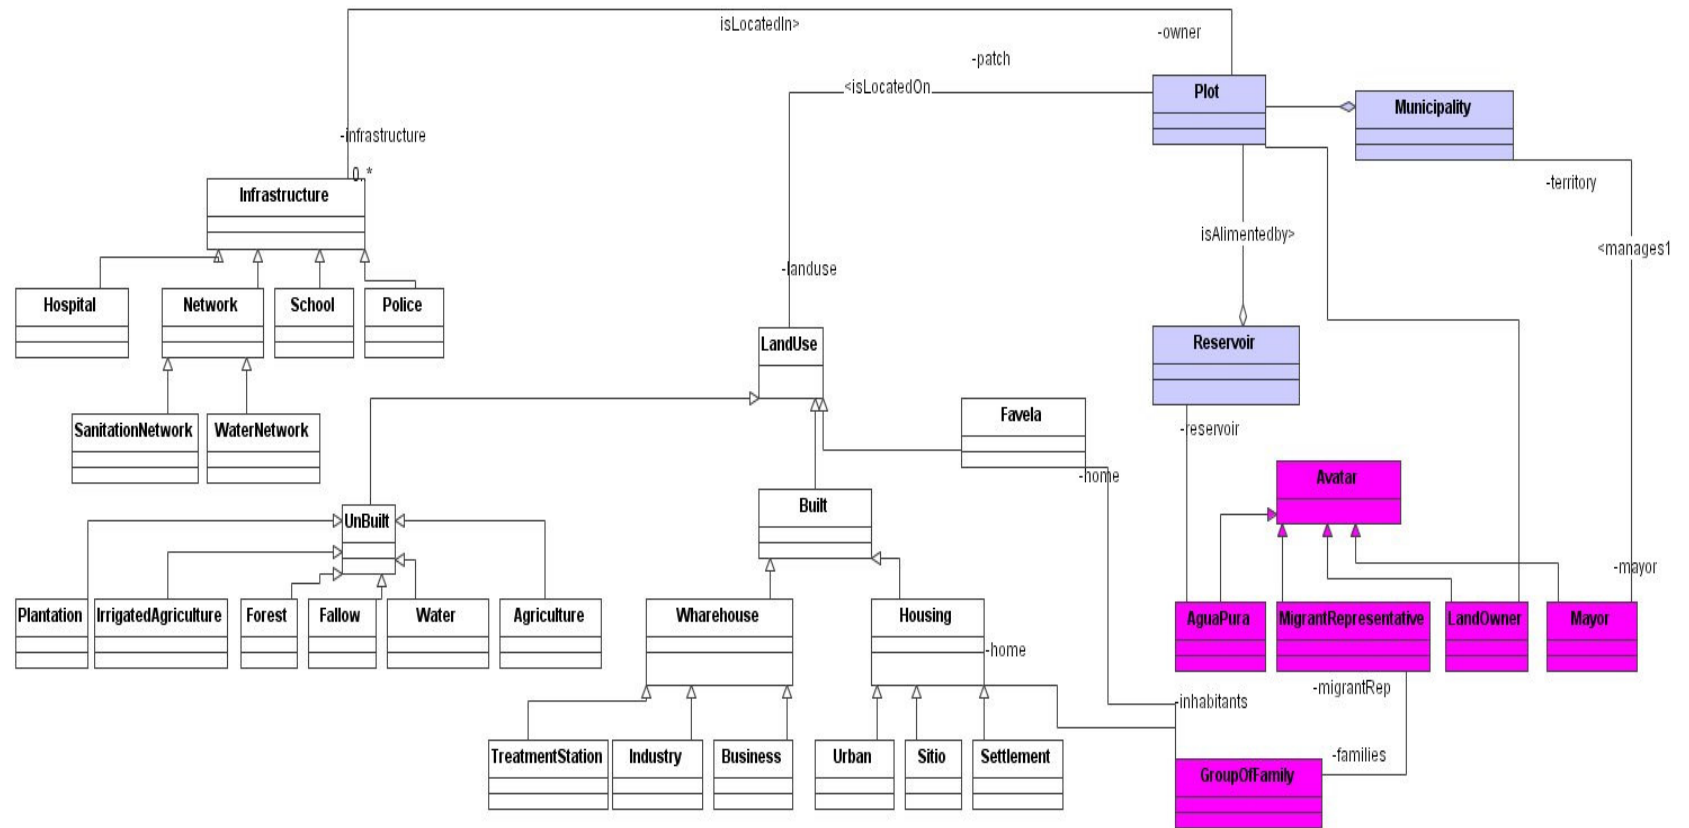 isLocatedIn>
-owner
-patch
<isLocatedOn
Plot
Municipality
-infrastructure
0..*
Infrastructure
-territory
isAlimentedby>
<manages1
-landuse
Hospital
Network
School
Police
LandUse
Reservoir
Favela
SanitationNetwork
WaterNetwork
-reservoir
-home
Avatar
Built
UnBuilt
-mayor
Plantation
IrrigatedAgriculture
Forest
Fallow
Water
Agriculture
Wharehouse
Housing
AguaPura
MigrantRepresentative
LandOwner
Mayor
-home
-migrantRep
-inhabitants
TreatmentStation
Industry
Business
Urban
Sitio
Settlement
-families
GroupOfFamily